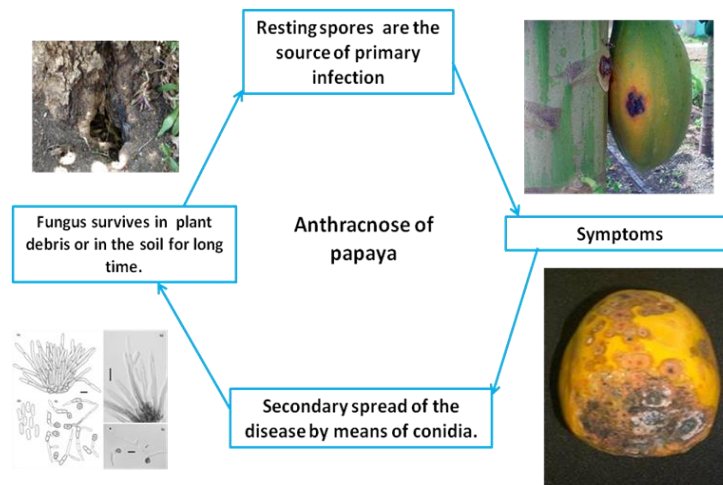 Resting spores are the
source of primary
infection
Fungus survives in plant
debris or in the soil for long
time.
Anthracnose of
papaya
Symptoms
Secondary spread of the
disease by means of conidia.